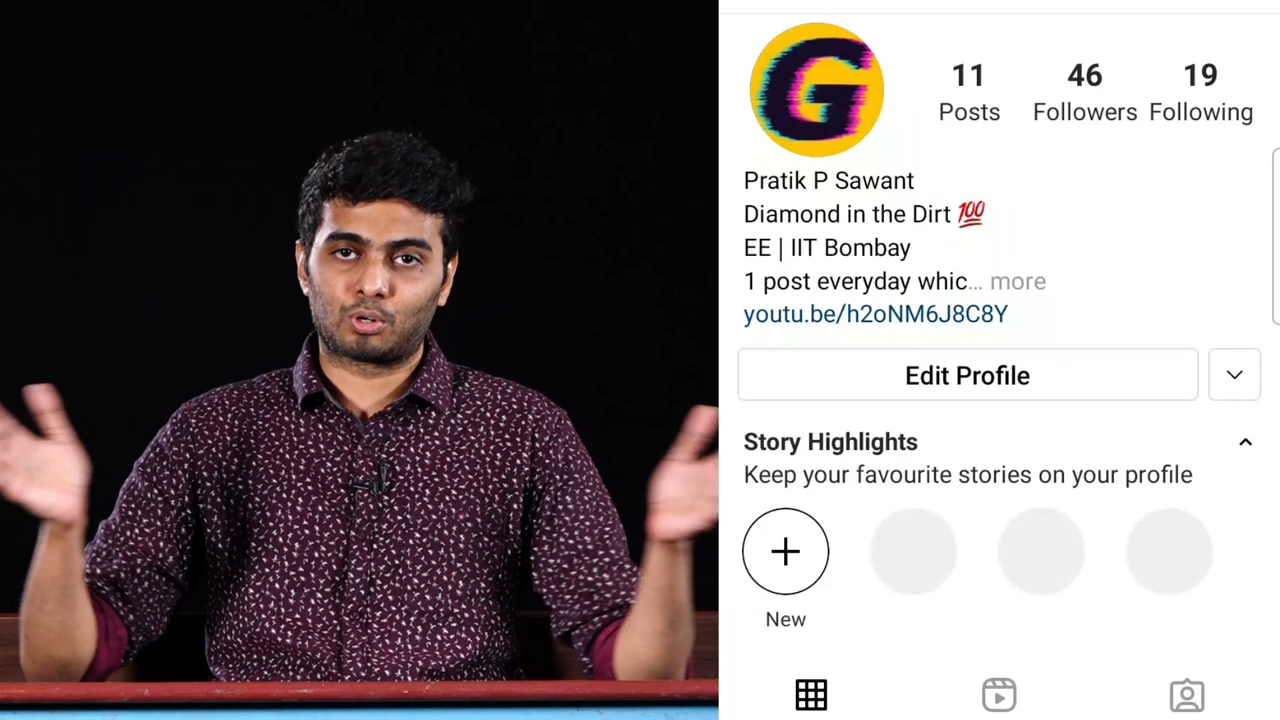 G
11 46 19
Posts Followers Following
Pratik P Sawant
Diamond in the Dirt 💯
EE | IIT Bombay
1 post everyday whic... more
youtu.be/h2oNM6J8C8Y
Edit Profile
Story Highlights
Keep your favourite stories on your profile
New